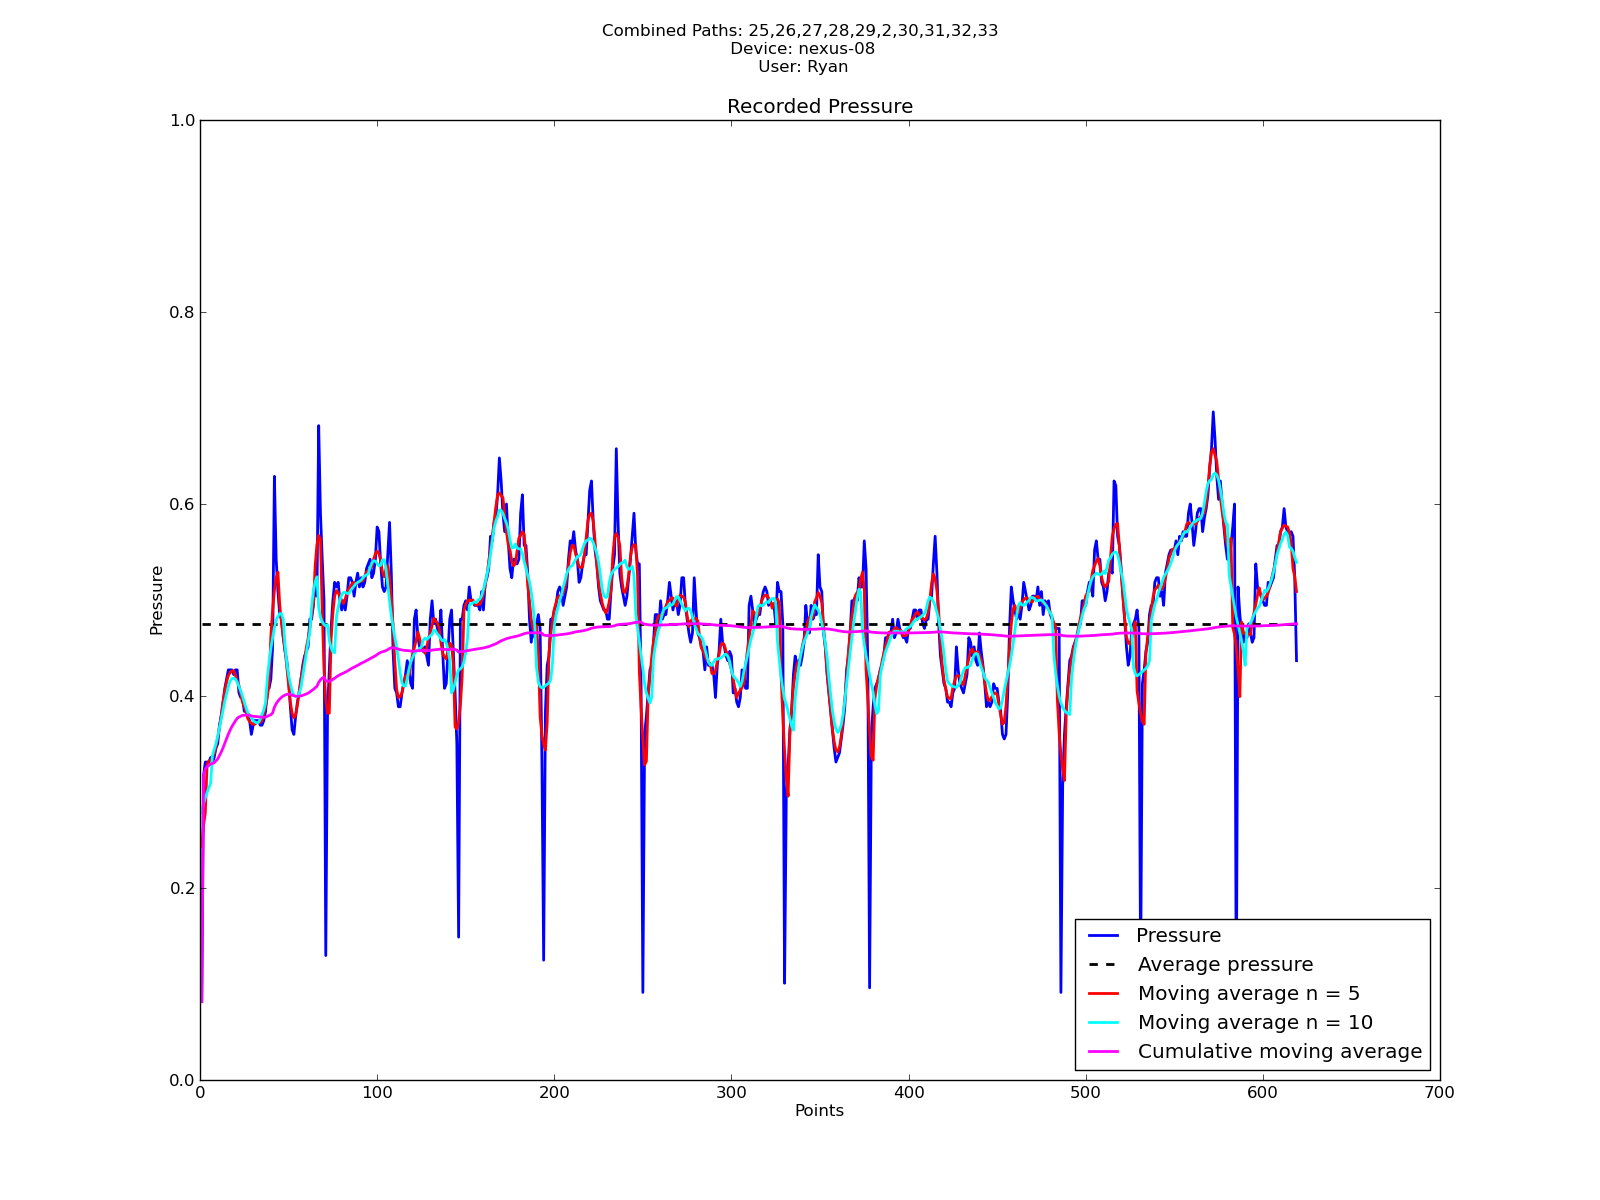 Combined Paths: 25,26,27,28,29,2,30,31,32,33
Device: nexus-08
User: Ryan
Recorded Pressure
1.0
0.8
0.6
0.4
0.2
0.0
Pressure
Pressure
Average pressure
Moving average n = 5
Moving average n = 10
Cumulative moving average
0 100 200 300 400 500 600 700
Points